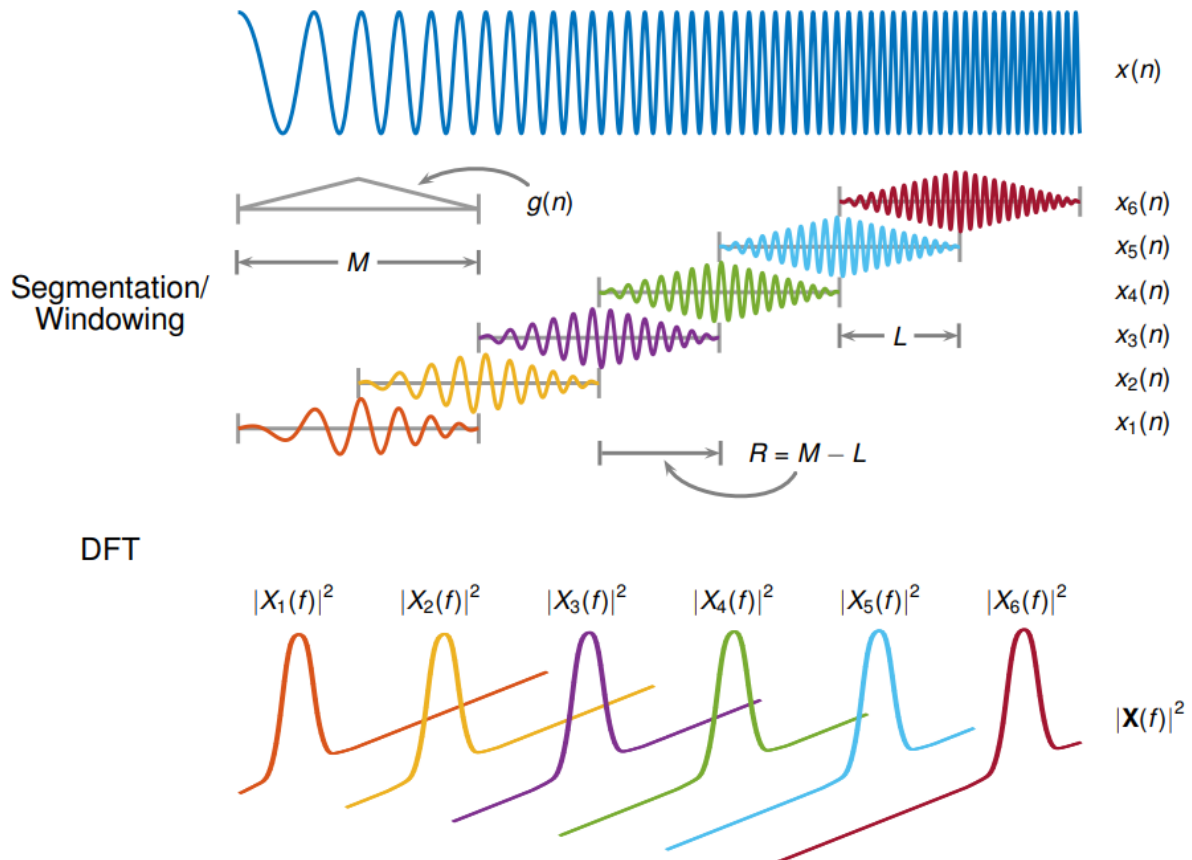 x(n)
g(n)
x₆(n)
M
x₅(n)
Segmentation/
Windowing
x₄(n)
x₃(n)
L
x₂(n)
x₁(n)
R = M − L
DFT
|X₁(f)|² |X₂(f)|² |X₃(f)|² |X₄(f)|² |X₅(f)|² |X₆(f)|²
|X(f)|²